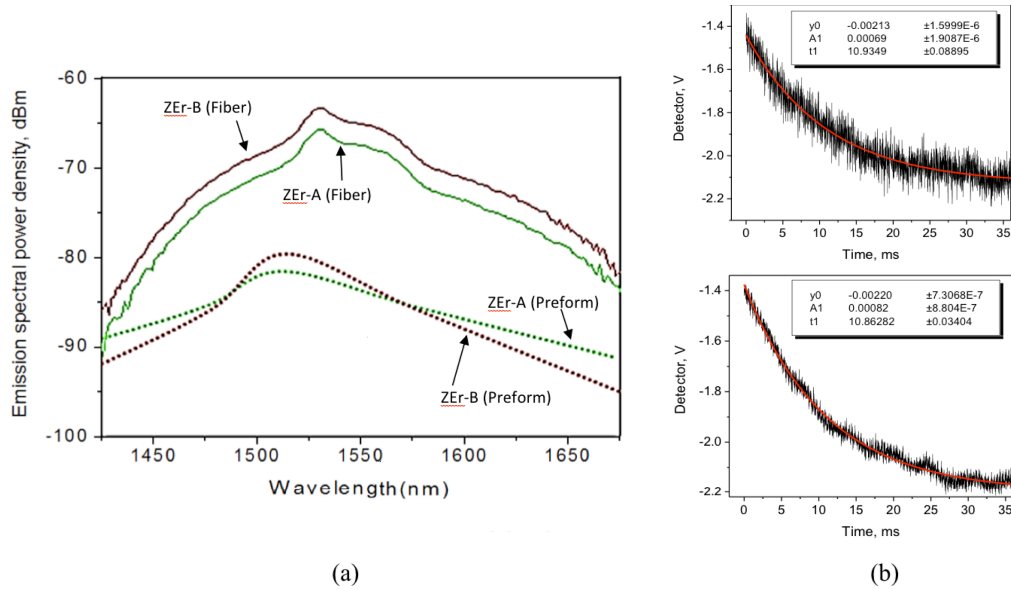 -60
-70
-80
-90
-100
Emission spectral power density, dBm
ZEr-B (Fiber)
ZEr-A (Fiber)
ZEr-A (Preform)
ZEr-B (Preform)
1450 1500 1550 1600 1650
Wavelength(nm)
(a)
-1.4
-1.6
-1.8
-2.0
-2.2
Detector, V
y0 -0.00213 ±1.5999E-6
A1 0.00069 ±1.9087E-6
t1 10.9349 ±0.08895
0 5 10 15 20 25 30 35
Time, ms
-1.4
-1.6
-1.8
-2.0
-2.2
Detector, V
y0 -0.00220 ±7.3068E-7
A1 0.00082 ±8.804E-7
t1 10.86282 ±0.03404
0 5 10 15 20 25 30 35
Time, ms
(b)